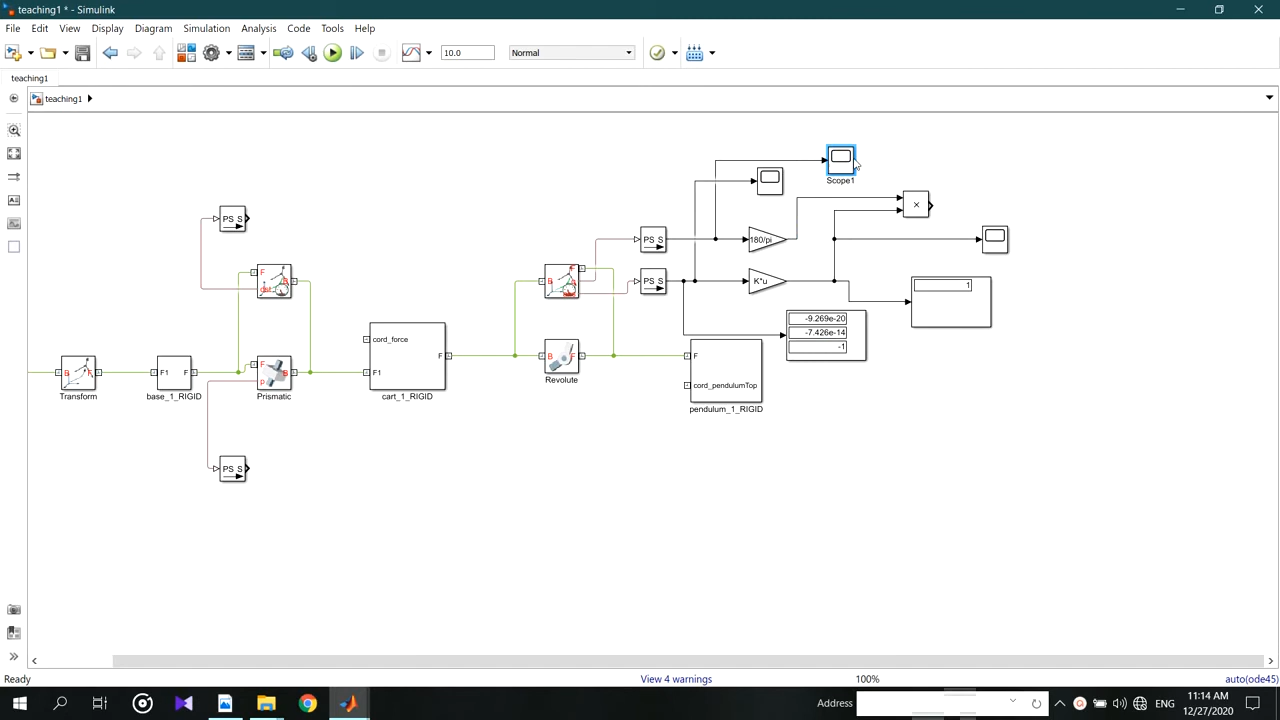 teaching1 * - Simulink
File Edit View Display Diagram Simulation Analysis Code Tools Help
10.0 Normal
teaching1
teaching1
Scope1
PS S
PS S
180/pi
×
PS S
K*u
1
-9.269e-20
-7.426e-14
-1
F
B
B
F
cord_force
F
F1
B
F
F
cord_pendulumTop
B
F1 F
F
B
p
Transform
base_1_RIGID
Prismatic
cart_1_RIGID
Revolute
pendulum_1_RIGID
PS S
Ready
View 4 warnings
100%
auto(ode45)
Address
ENG
11:14 AM
12/27/2020